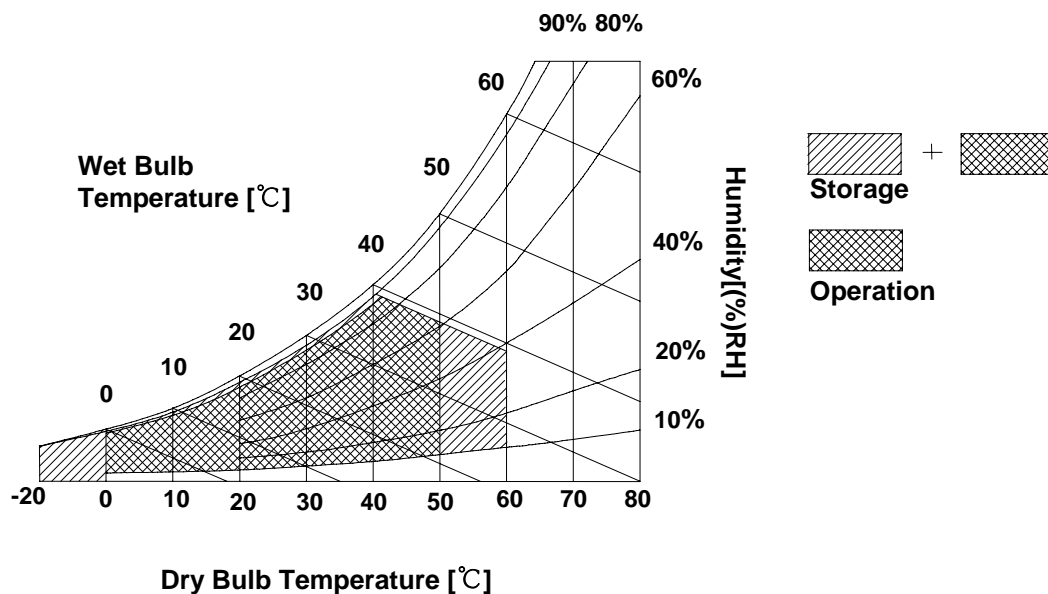 90% 80%
60
60%
50
Wet Bulb
Temperature [℃]
40
40%
30
20
20%
10
10%
0
Humidity[(%)RH]
-20 0 10 20 30 40 50 60 70 80
Dry Bulb Temperature [℃]
+
Storage
Operation